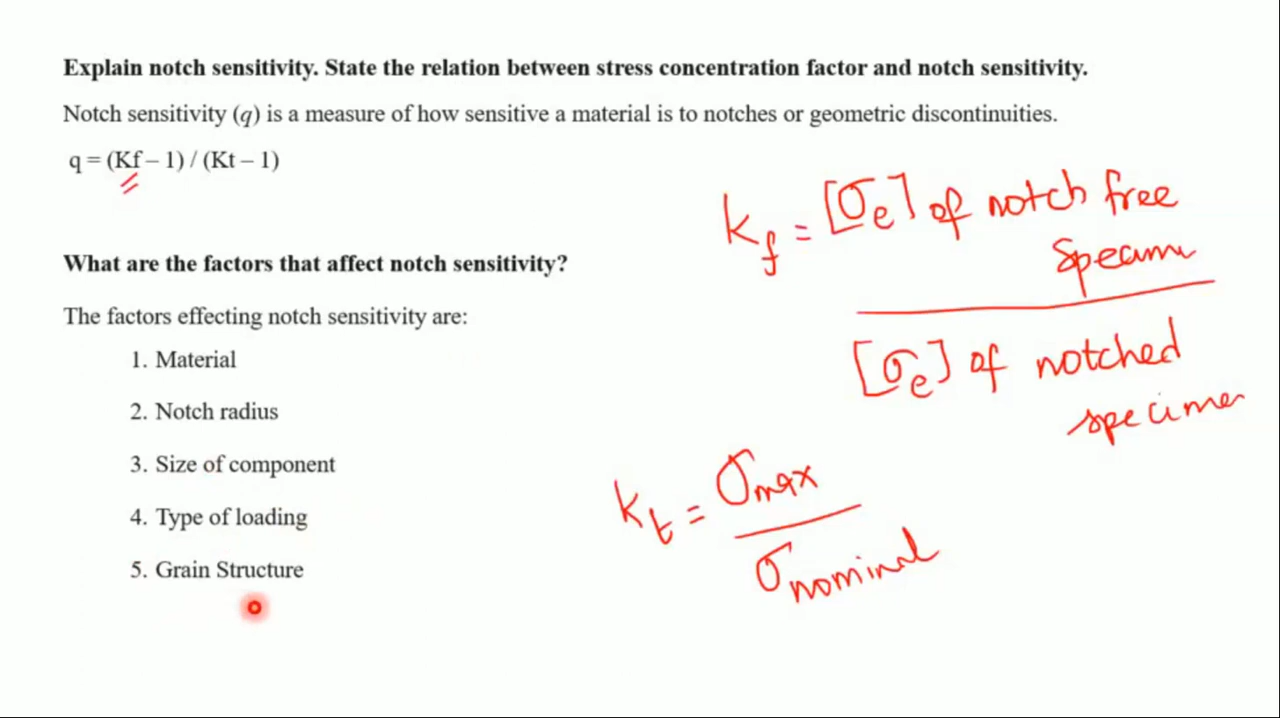 Explain notch sensitivity. State the relation between stress concentration factor and notch sensitivity.
Notch sensitivity (q) is a measure of how sensitive a material is to notches or geometric discontinuities.
q = (Kf – 1) / (Kt – 1)
What are the factors that affect notch sensitivity?
The factors effecting notch sensitivity are:
1. Material
2. Notch radius
3. Size of component
4. Type of loading
5. Grain Structure
kf = [σe] of notch free
[σe] of notched
specimen
kt = σmax
σnominal